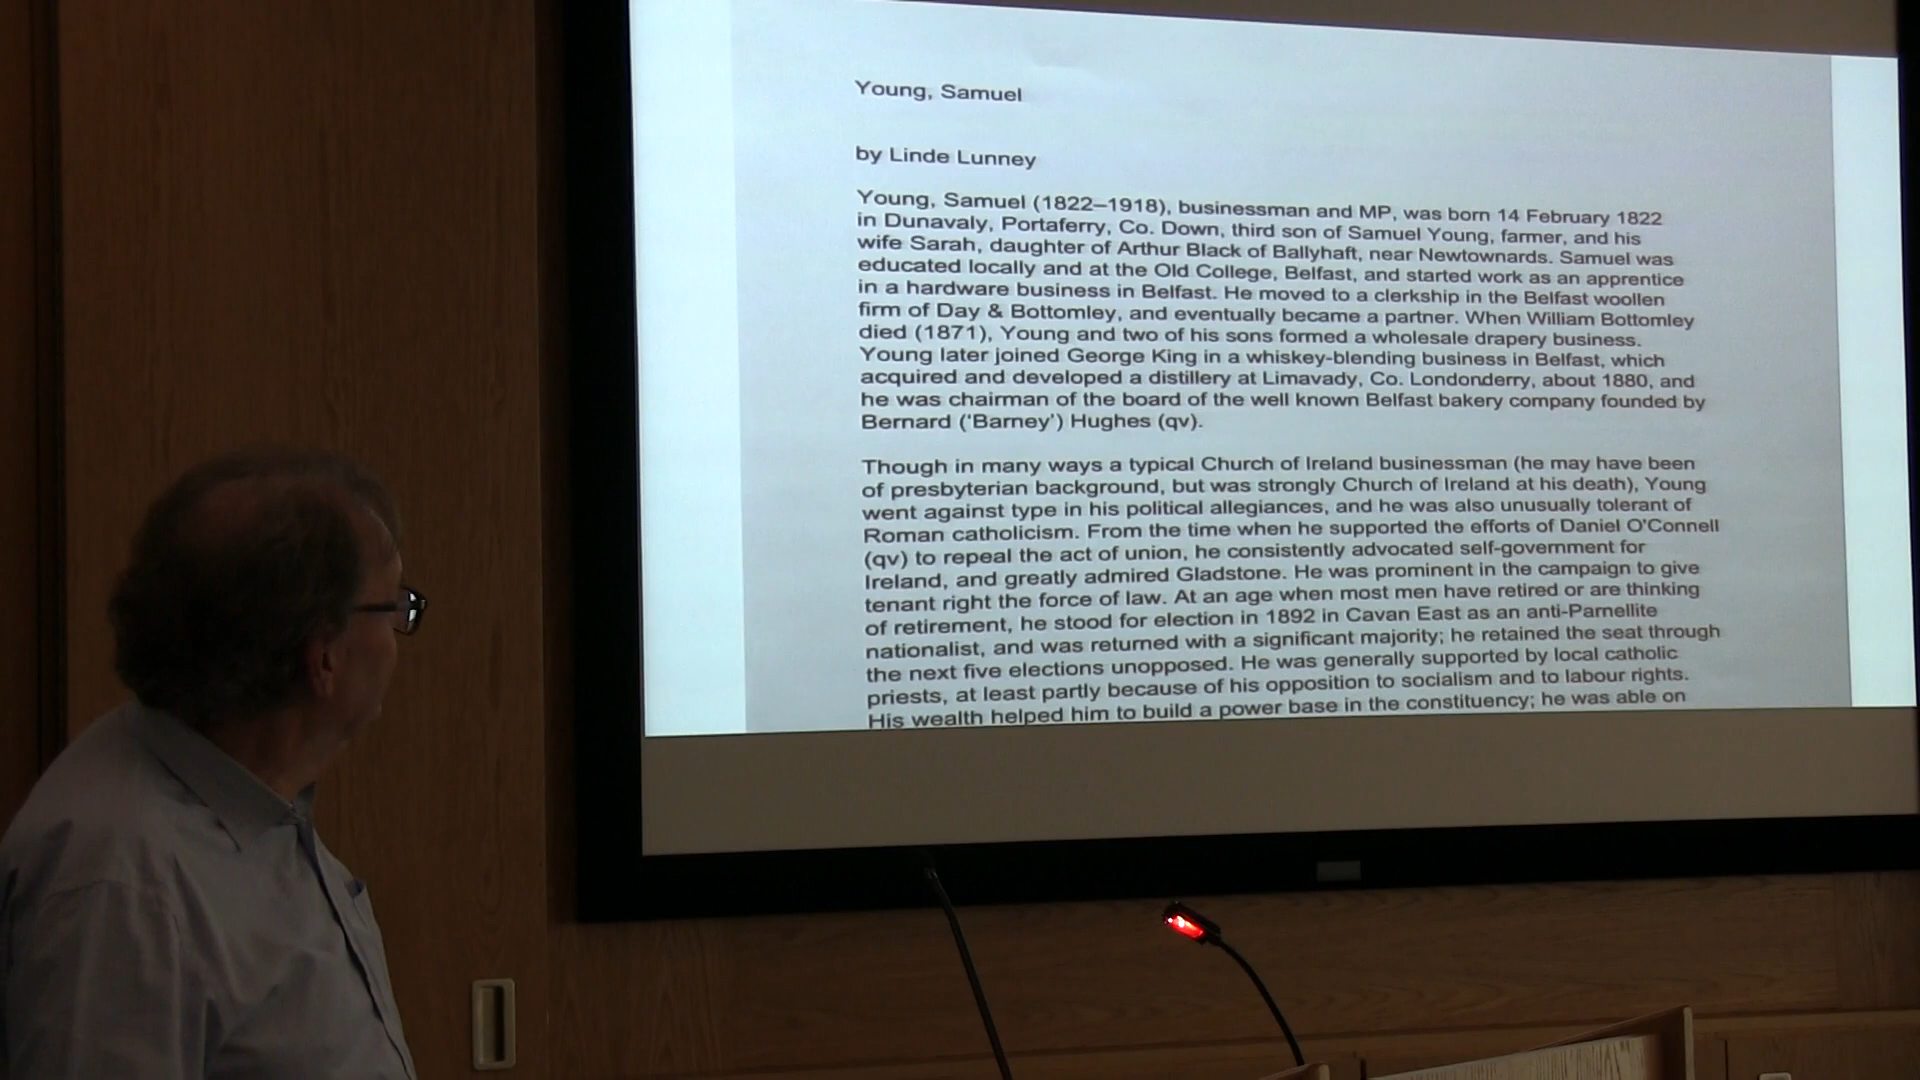 Young, Samuel
by Linde Lunney
Young, Samuel (1822–1918), businessman and MP, was born 14 February 1822
in Dunavaly, Portaferry, Co. Down, third son of Samuel Young, farmer, and his
wife Sarah, daughter of Arthur Black of Ballyhaft, near Newtownards. Samuel was
educated locally and at the Old College, Belfast, and started work as an apprentice
in a hardware business in Belfast. He moved to a clerkship in the Belfast woollen
firm of Day & Bottomley, and eventually became a partner. When William Bottomley
died (1871), Young and two of his sons formed a wholesale drapery business.
Young later joined George King in a whiskey-blending business in Belfast, which
acquired and developed a distillery at Limavady, Co. Londonderry, about 1880, and
he was chairman of the board of the well known Belfast bakery company founded by
Bernard (‘Barney’) Hughes (qv).
Though in many ways a typical Church of Ireland businessman (he may have been
of presbyterian background, but was strongly Church of Ireland at his death), Young
went against type in his political allegiances, and he was also unusually tolerant of
Roman catholicism. From the time when he supported the efforts of Daniel O'Connell
(qv) to repeal the act of union, he consistently advocated self-government for
Ireland, and greatly admired Gladstone. He was prominent in the campaign to give
tenant right the force of law. At an age when most men have retired or are thinking
of retirement, he stood for election in 1892 in Cavan East as an anti-Parnellite
nationalist, and was returned with a significant majority; he retained the seat through
the next five elections unopposed. He was generally supported by local catholic
priests, at least partly because of his opposition to socialism and to labour rights.
His wealth helped him to build a power base in the constituency; he was able on